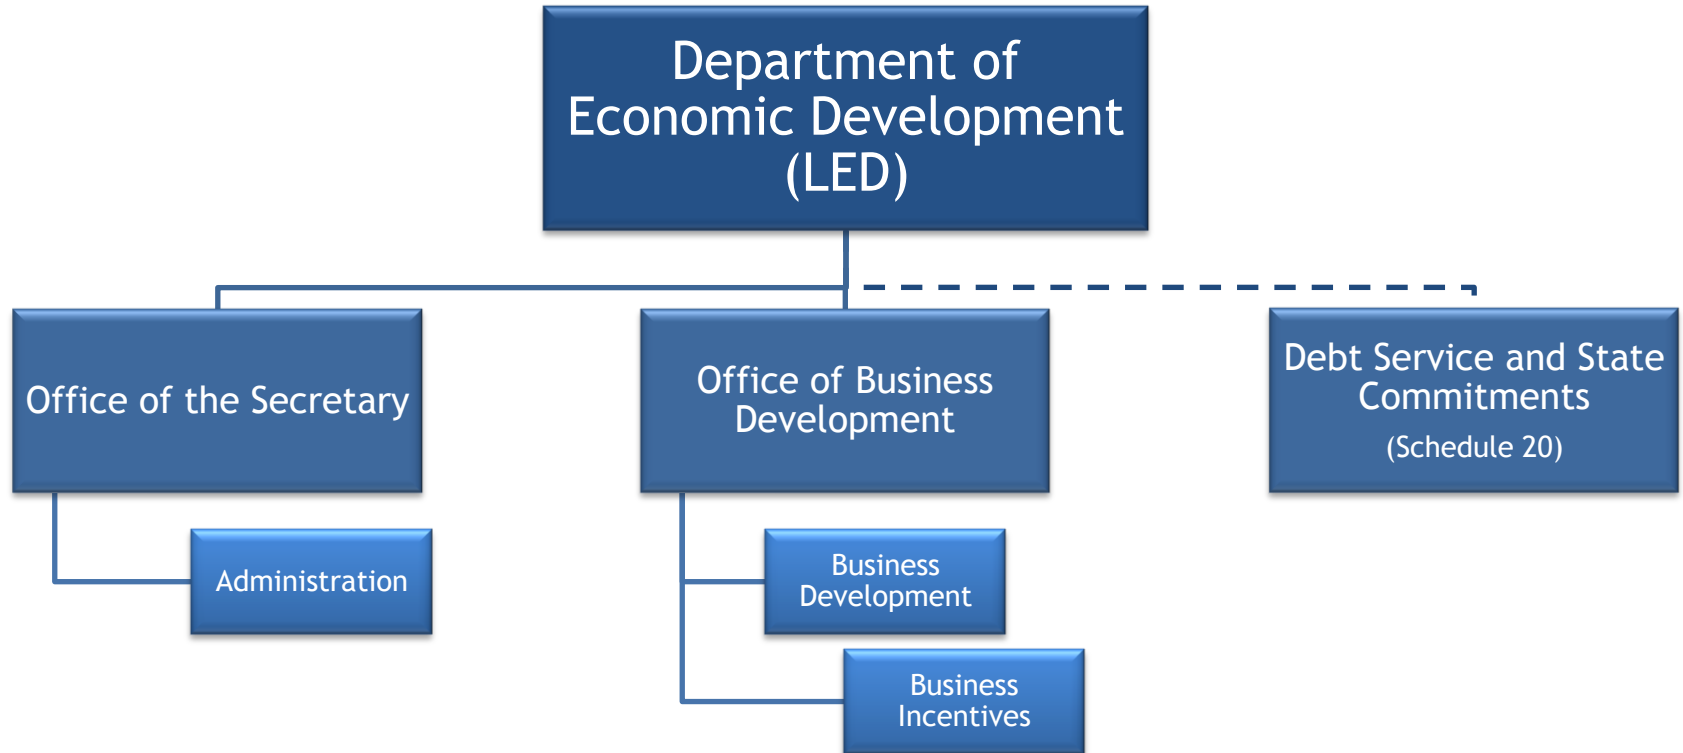 Department of
Economic Development
(LED)
Office of the Secretary
Office of Business
Development
Debt Service and State
Commitments
(Schedule 20)
Administration
Business
Development
Business
Incentives